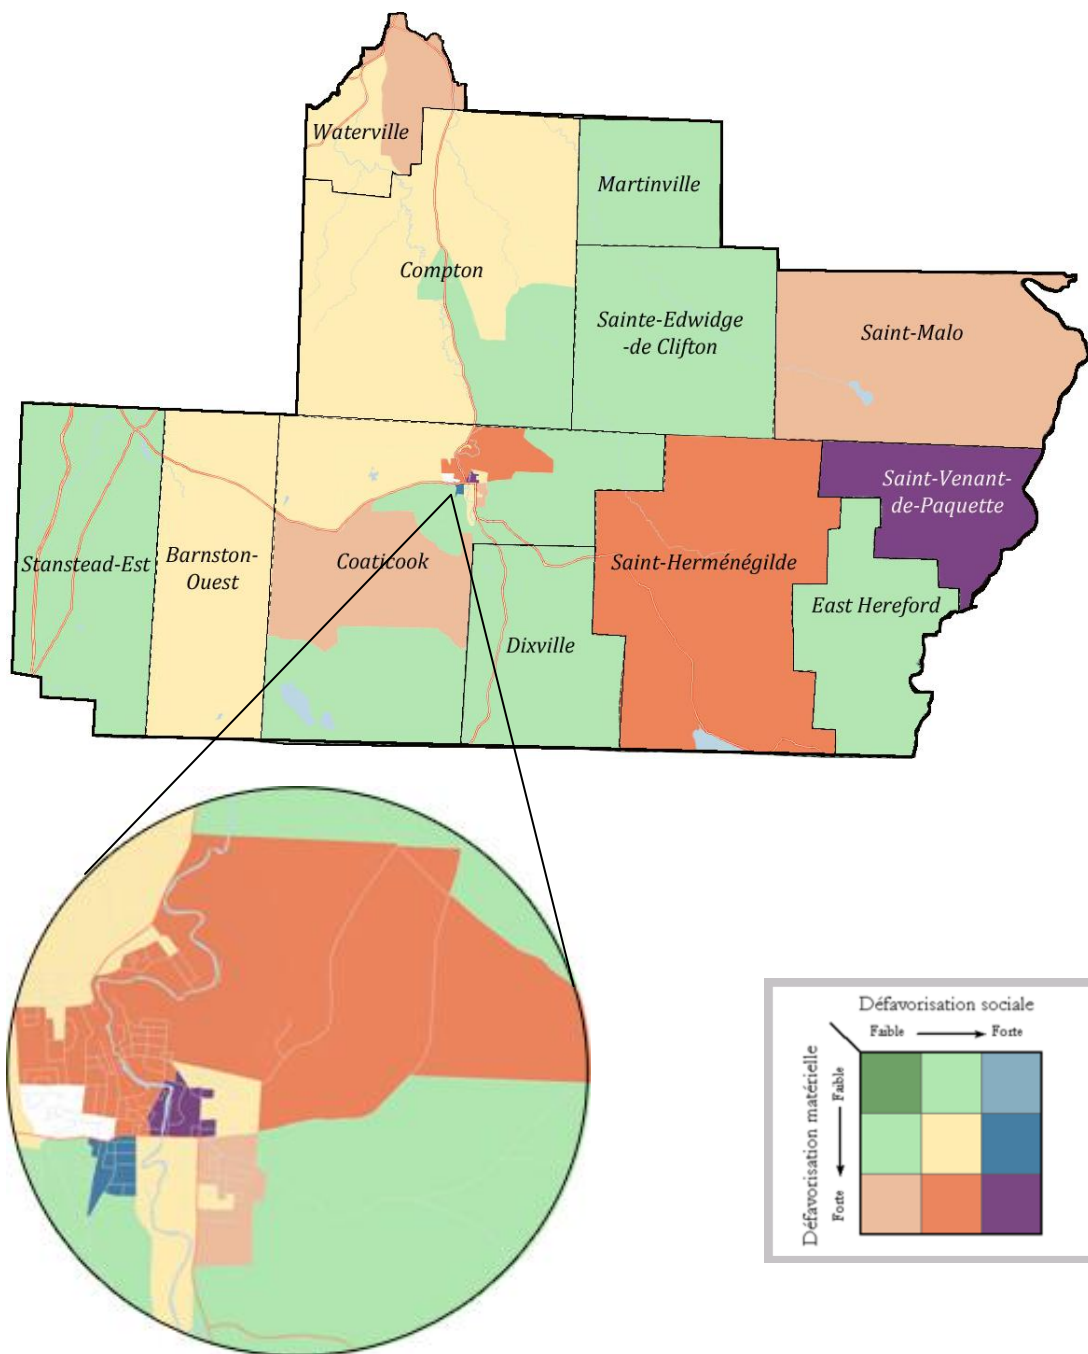 Waterville
Martinville
Compton
Sainte-Edwidge
-de Clifton
Saint-Malo
Saint-Venant-
de-Paquette
Stanstead-Est
Barnston-
Ouest
Coaticook
Saint-Herménégilde
East Hereford
Dixville
Défavorisation sociale
Faible
Forte
Défavorisation matérielle
Faible
Forte